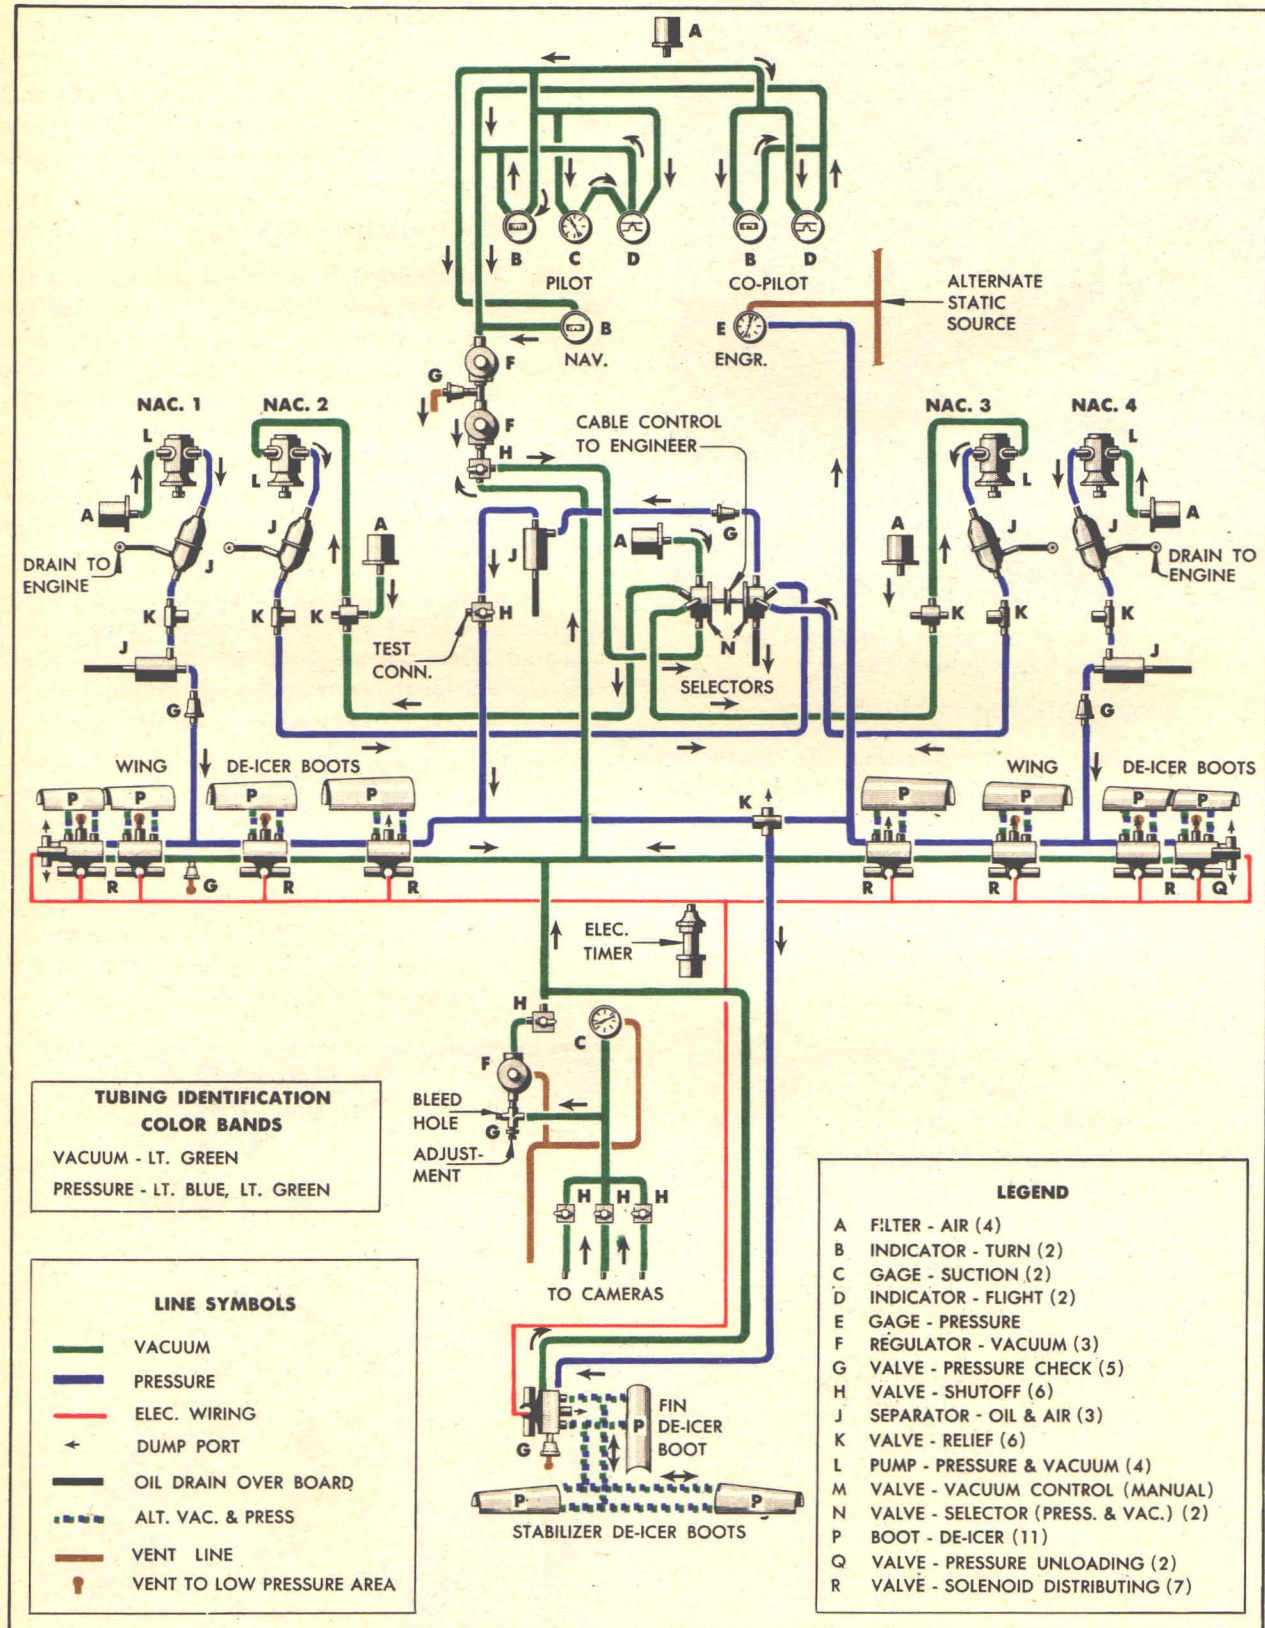 A
B C D B D
PILOT CO-PILOT
ALTERNATE
STATIC
SOURCE
B E
NAV. ENGR.
F
G
NAC. 1 NAC. 2 NAC. 3 NAC. 4
F
CABLE CONTROL
TO ENGINEER
L H L
L L
A A G A A
A
J J J J J
DRAIN TO
ENGINE
DRAIN TO
ENGINE
K K K H K K K
TEST
CONN.
J N J
SELECTORS
G G
WING DE-ICER BOOTS WING DE-ICER BOOTS
P P P P K P P P P
R G R R R R R Q
ELEC.
TIMER
H
C
F
BLEED
HOLE
G
ADJUST-
MENT
H H H
TO CAMERAS
TUBING IDENTIFICATION
COLOR BANDS
VACUUM - LT. GREEN
PRESSURE - LT. BLUE, LT. GREEN
LINE SYMBOLS
VACUUM
PRESSURE
ELEC. WIRING
DUMP PORT
OIL DRAIN OVER BOARD
ALT. VAC. & PRESS
VENT LINE
VENT TO LOW PRESSURE AREA
G P
FIN
DE-ICER
BOOT
P P
STABILIZER DE-ICER BOOTS
LEGEND
A FILTER - AIR (4)
B INDICATOR - TURN (2)
C GAGE - SUCTION (2)
D INDICATOR - FLIGHT (2)
E GAGE - PRESSURE
F REGULATOR - VACUUM (3)
G VALVE - PRESSURE CHECK (5)
H VALVE - SHUTOFF (6)
J SEPARATOR - OIL & AIR (3)
K VALVE - RELIEF (6)
L PUMP - PRESSURE & VACUUM (4)
M VALVE - VACUUM CONTROL (MANUAL)
N VALVE - SELECTOR (PRESS. & VAC.) (2)
P BOOT - DE-ICER (11)
Q VALVE - PRESSURE UNLOADING (2)
R VALVE - SOLENOID DISTRIBUTING (7)